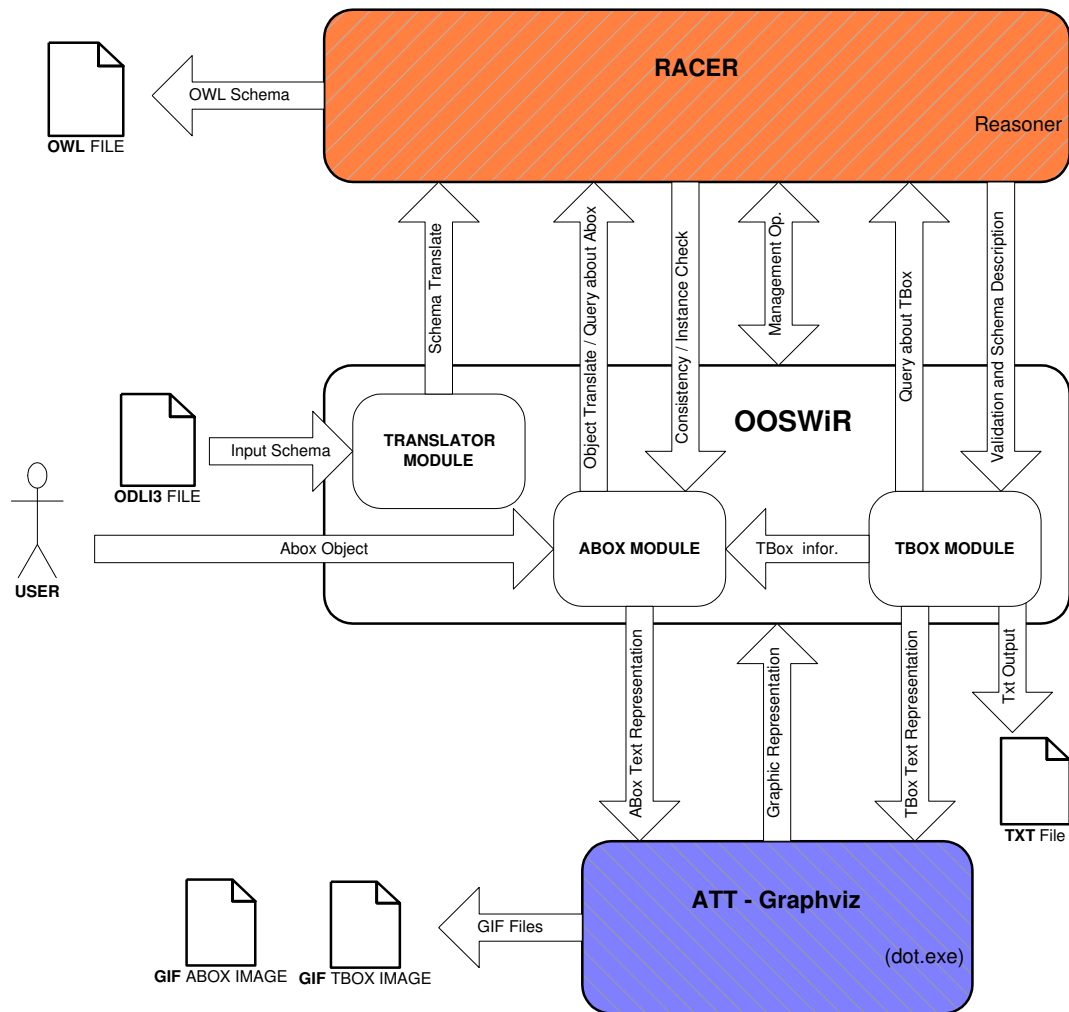 RACER
OWL Schema
Reasoner
OWL FILE
Schema Translate
Object Translate / Query about Abox
Consistency / Instance Check
Management Op.
Query about TBox
Validation and Schema Description
OOSWiR
TRANSLATOR
MODULE
Input Schema
ODLI3 FILE
Abox Object
ABOX MODULE
TBox infor.
TBOX MODULE
USER
ABox Text Representation
Graphic Representation
TBox Text Representation
Txt Output
TXT File
ATT - Graphviz
GIF Files
(dot.exe)
GIF ABOX IMAGE
GIF TBOX IMAGE